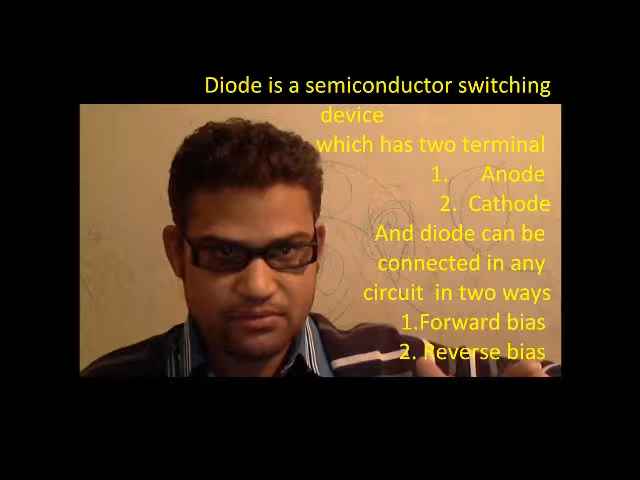 Diode is a semiconductor switching
device
which has two terminal
1. Anode
2. Cathode
And diode can be
connected in any
circuit in two ways
1.Forward bias
2. Reverse bias